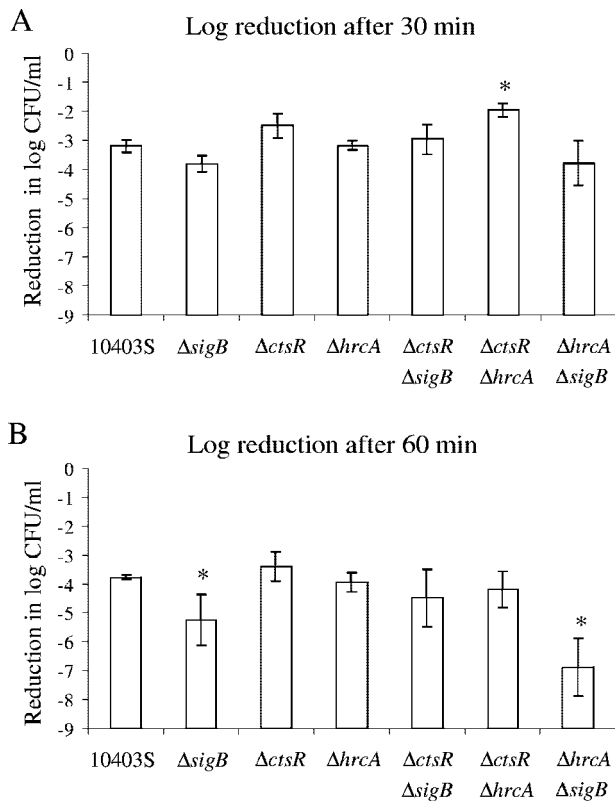 A
Log reduction after 30 min
Reduction in log CFU/ml
0
-1
-2
-3
-4
-5
-6
-7
-8
-9
*
10403S ΔsigB ΔctsR ΔhrcA ΔctsR ΔctsR ΔhrcA
ΔsigB ΔhrcA ΔsigB
B
Log reduction after 60 min
Reduction in log CFU/ml
0
-1
-2
-3
-4
-5
-6
-7
-8
-9
*
*
10403S ΔsigB ΔctsR ΔhrcA ΔctsR ΔctsR ΔhrcA
ΔsigB ΔhrcA ΔsigB